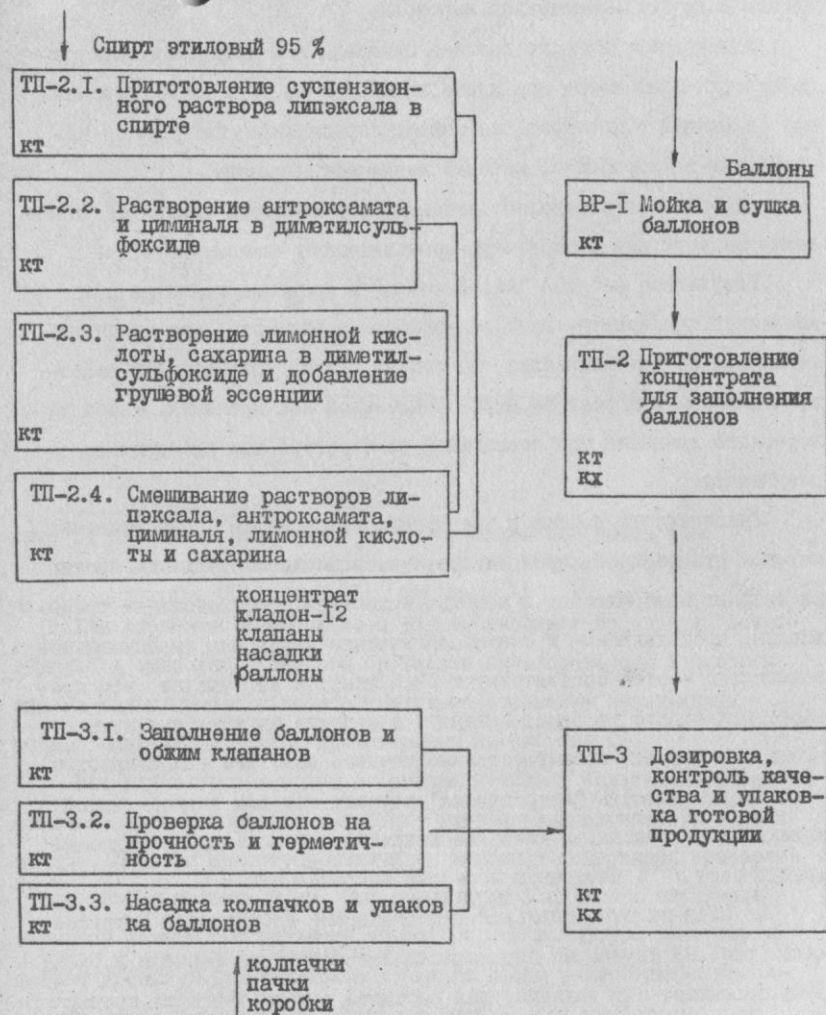 Спирт этиловый 95 %
ТП-2.I. Приготовление суспензион-
ного раствора липэксала в
спирте
КТ
ТП-2.2. Растворение антроксамата
и циминаля в диметилсуль-
фоксиде
КТ
ТП-2.3. Растворение лимонной кис-
лоты, сахарина в диметил-
сульфоксиде и добавление
грушевой эссенции
КТ
ТП-2.4. Смешивание растворов ли-
пэксала, антроксамата,
КТ циминаля, лимонной кисло-
ты и сахарина
концентрат
хладон-I2
клапаны
насадки
баллоны
ТП-3.I. Заполнение баллонов и
обжим клапанов
КТ
ТП-3.2. Проверка баллонов на
прочность и герметич-
КТ ность
ТП-3.3. Насадка колпачков и упаков
КТ ка баллонов
колпачки
пачки
коробки
Баллоны
ВР-I Мойка и сушка
баллонов
КТ
ТП-2 Приготовление
концентрата
для заполнения
баллонов
КТ
КХ
ТП-3 Дозировка,
контроль качe-
ства и упаков-
ка готовой
продукции
КТ
КХ